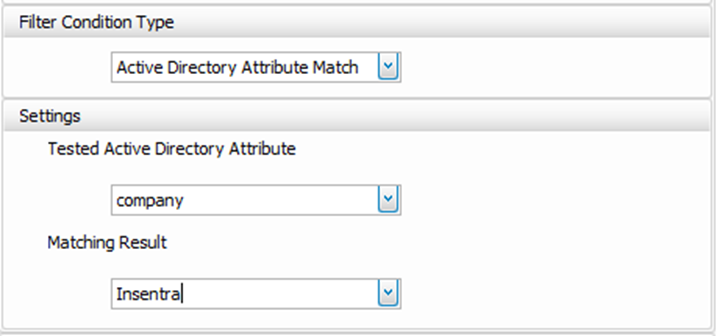 Filter Condition Type
Active Directory Attribute Match
Settings
Tested Active Directory Attribute
company
Matching Result
Insentra